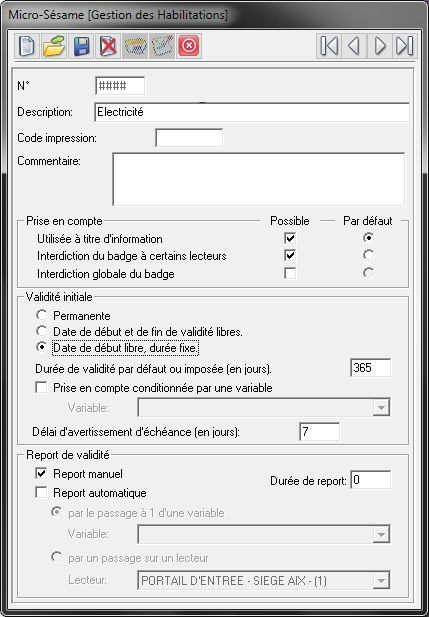 Micro-Sésame [Gestion des Habilitations]
N° ####
Description: Electricité
Code impression:
Commentaire:
Prise en compte Possible Par défaut
Utilisée à titre d'information
Interdiction du badge à certains lecteurs
Interdiction globale du badge
Validité initiale
Permanente
Date de début et de fin de validité libres.
Date de début libre, durée fixe.
Durée de validité par défaut ou imposée (en jours). 365
Prise en compte conditionnée par une variable
Variable:
Délai d'avertissement d'échéance (en jours): 7
Report de validité
Report manuel Durée de report: 0
Report automatique
par le passage à 1 d'une variable
Variable:
par un passage sur un lecteur
Lecteur: PORTAIL D'ENTREE - SIEGE AIX - (1)